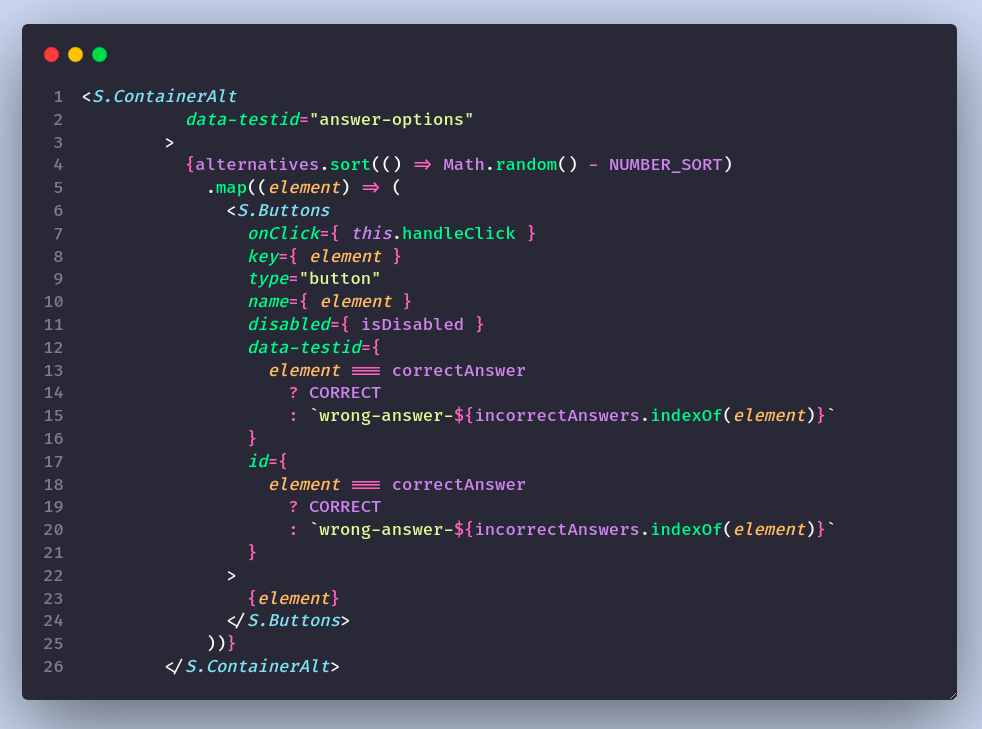 1 <S.ContainerAlt
2 data-testid="answer-options"
3 >
4 {alternatives.sort(() => Math.random() - NUMBER_SORT)
5 .map((element) => (
6 <S.Buttons
7 onClick={ this.handleClick }
8 key={ element }
9 type="button"
10 name={ element }
11 disabled={ isDisabled }
12 data-testid={
13 element === correctAnswer
14 ? CORRECT
15 : `wrong-answer-${incorrectAnswers.indexOf(element)}`
16 }
17 id={
18 element === correctAnswer
19 ? CORRECT
20 : `wrong-answer-${incorrectAnswers.indexOf(element)}`
21 }
22 >
23 {element}
24 </S.Buttons>
25 ))}
26 </S.ContainerAlt>